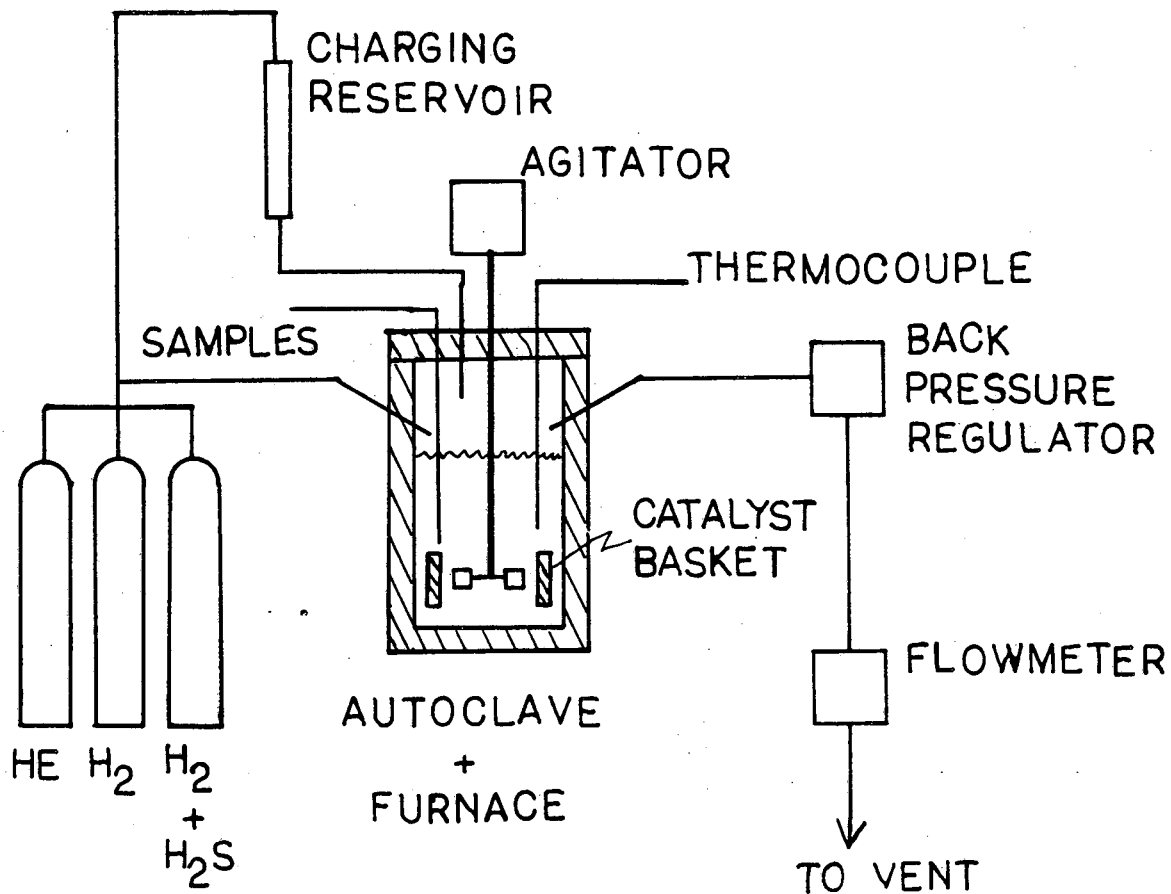 CHARGING
RESERVOIR
AGITATOR
THERMOCOUPLE
SAMPLES
BACK
PRESSURE
REGULATOR
CATALYST
BASKET
FLOWMETER
AUTOCLAVE
+
FURNACE
HE H₂ H₂
+
H₂S
TO VENT